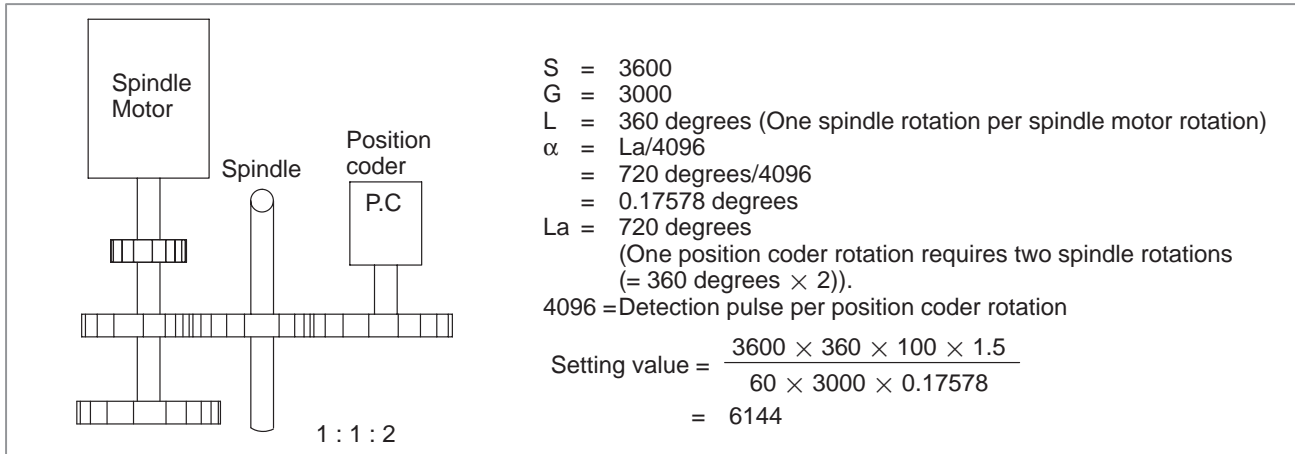 Spindle
Motor
Spindle
Position
coder
P.C
1 : 1 : 2
S = 3600
G = 3000
L = 360 degrees (One spindle rotation per spindle motor rotation)
α = La/4096
= 720 degrees/4096
= 0.17578 degrees
La = 720 degrees
(One position coder rotation requires two spindle rotations
(= 360 degrees × 2)).
4096 = Detection pulse per position coder rotation
Setting value = 3600 × 360 × 100 × 1.5
60 × 3000 × 0.17578
= 6144